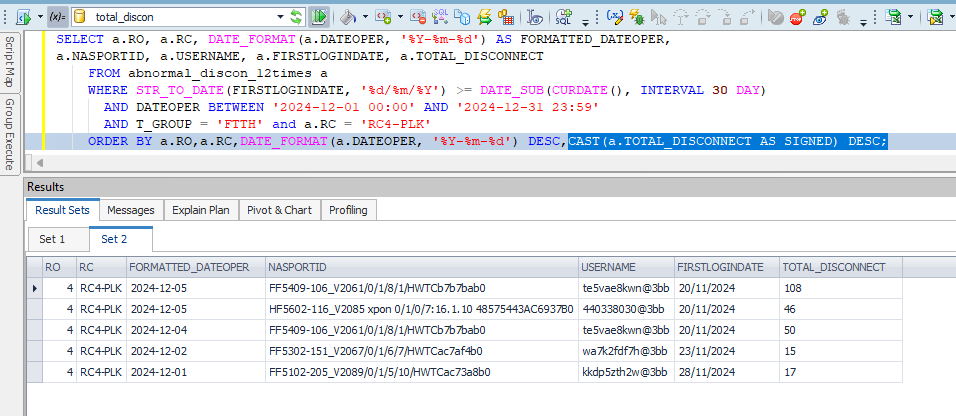 (x)=
total_discon
SQL
Script Map
Group Execute
SELECT a.RO, a.RC, DATE_FORMAT(a.DATEOPER, '%Y-%m-%d') AS FORMATTED_DATEOPER,
a.NASPORTID, a.USERNAME, a.FIRSTLOGINDATE, a.TOTAL_DISCONNECT
FROM abnormal_discon_12times a
WHERE STR_TO_DATE(FIRSTLOGINDATE, '%d/%m/%Y') >= DATE_SUB(CURDATE(), INTERVAL 30 DAY)
AND DATEOPER BETWEEN '2024-12-01 00:00' AND '2024-12-31 23:59'
AND T_GROUP = 'FTTH' and a.RC = 'RC4-PLK'
ORDER BY a.RO,a.RC,DATE_FORMAT(a.DATEOPER, '%Y-%m-%d') DESC,CAST(a.TOTAL_DISCONNECT AS SIGNED) DESC;
Results
Result Sets Messages Explain Plan Pivot & Chart Profiling
Set 1 Set 2
RO RC FORMATTED_DATEOPER NASPORTID USERNAME FIRSTLOGINDATE TOTAL_DISCONNECT
4 RC4-PLK 2024-12-05 FF5409-106_V2061/0/1/8/1/HWTCb7b7bab0 te5vae8kwn@3bb 20/11/2024 108
4 RC4-PLK 2024-12-05 HF5602-116_V2085 xpon 0/1/0/7:16.1.10 48575443AC6937B0 440338030@3bb 20/11/2024 46
4 RC4-PLK 2024-12-04 FF5409-106_V2061/0/1/8/1/HWTCb7b7bab0 te5vae8kwn@3bb 20/11/2024 50
4 RC4-PLK 2024-12-02 FF5302-151_V2067/0/1/6/7/HWTCac7af4b0 wa7k2fdf7h@3bb 23/11/2024 15
4 RC4-PLK 2024-12-01 FF5102-205_V2089/0/1/5/10/HWTCac73a8b0 kkdp5zth2w@3bb 28/11/2024 17